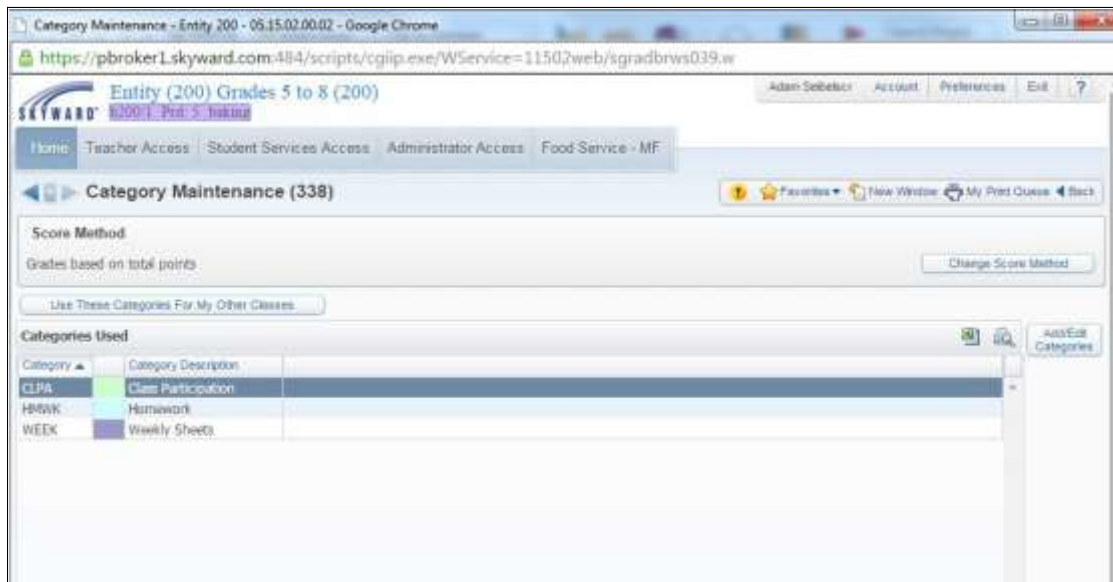 Category Maintenance - Entity 200 - 05.15.02.00.02 - Google Chrome
https://pbroker1.skyward.com:484/scripts/cgiip.exe/WService=11502web/sgradbrws039.w
SKYWARD
Entity (200) Grades 5 to 8 (200)
Adam Account Preferences Exit ?
Home Teacher Access Student Services Access Administrator Access Food Service - MF
Category Maintenance (338)
Favorites New Window My Print Queue Back
Score Method
Grades based on total points
Change Score Method
Use These Categories For My Other Classes
Categories Used
Add/Edit Categories
Category Category Description
CLPA Class Participation
HMWK Homework
WEEK Weekly Sheets